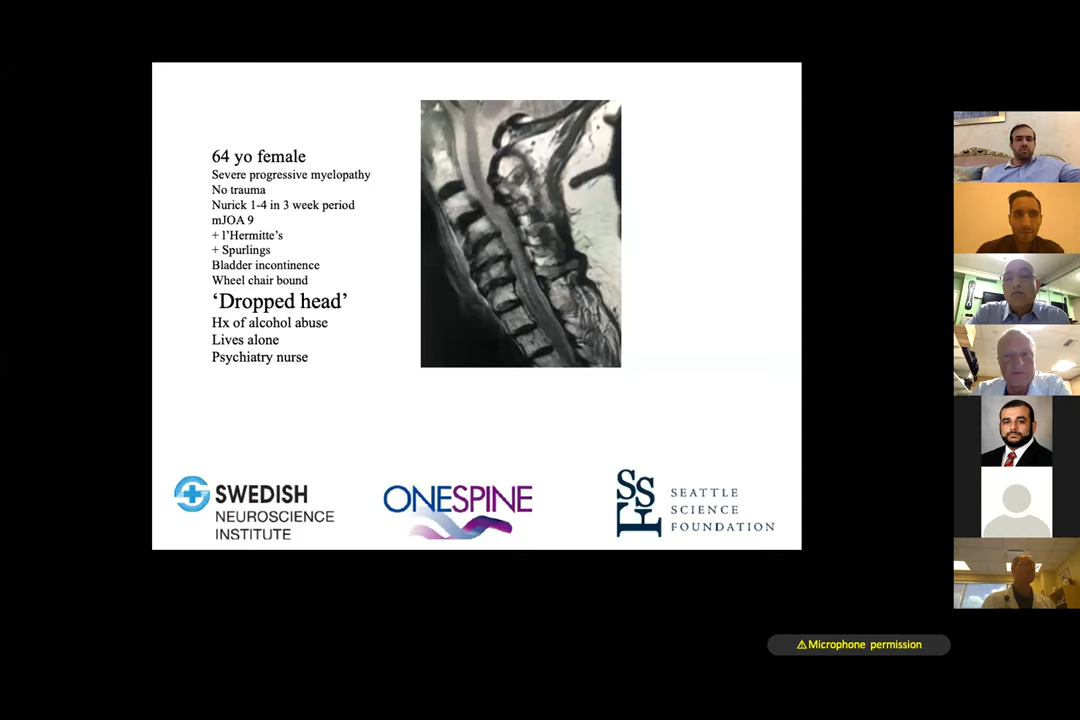 64 yo female
Severe progressive myelopathy
No trauma
Nurick 1-4 in 3 week period
mJOA 9
+ l'Hermitte's
+ Spurlings
Bladder incontinence
Wheel chair bound
'Dropped head'
Hx of alcohol abuse
Lives alone
Psychiatry nurse
SWEDISH
NEUROSCIENCE
INSTITUTE
ONESPINE
SSF
SEATTLE
SCIENCE
FOUNDATION
⚠Microphone permission